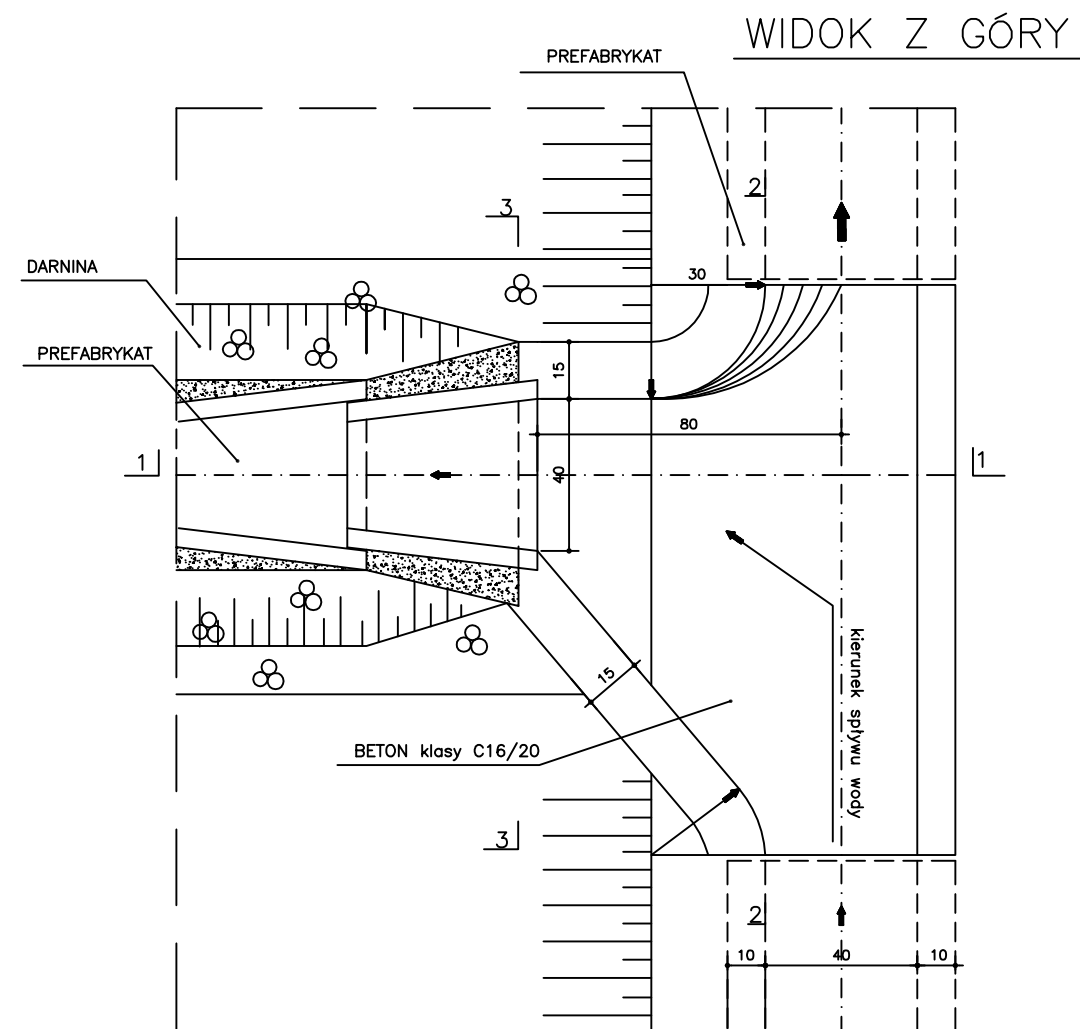 WIDOK Z GÓRY
PREFABRYKAT
2
3
DARNINA
30
PREFABRYKAT
15
80
1
1
40
kierunek spływu wody
15
BETON klasy C16/20
3
2
10
40
10